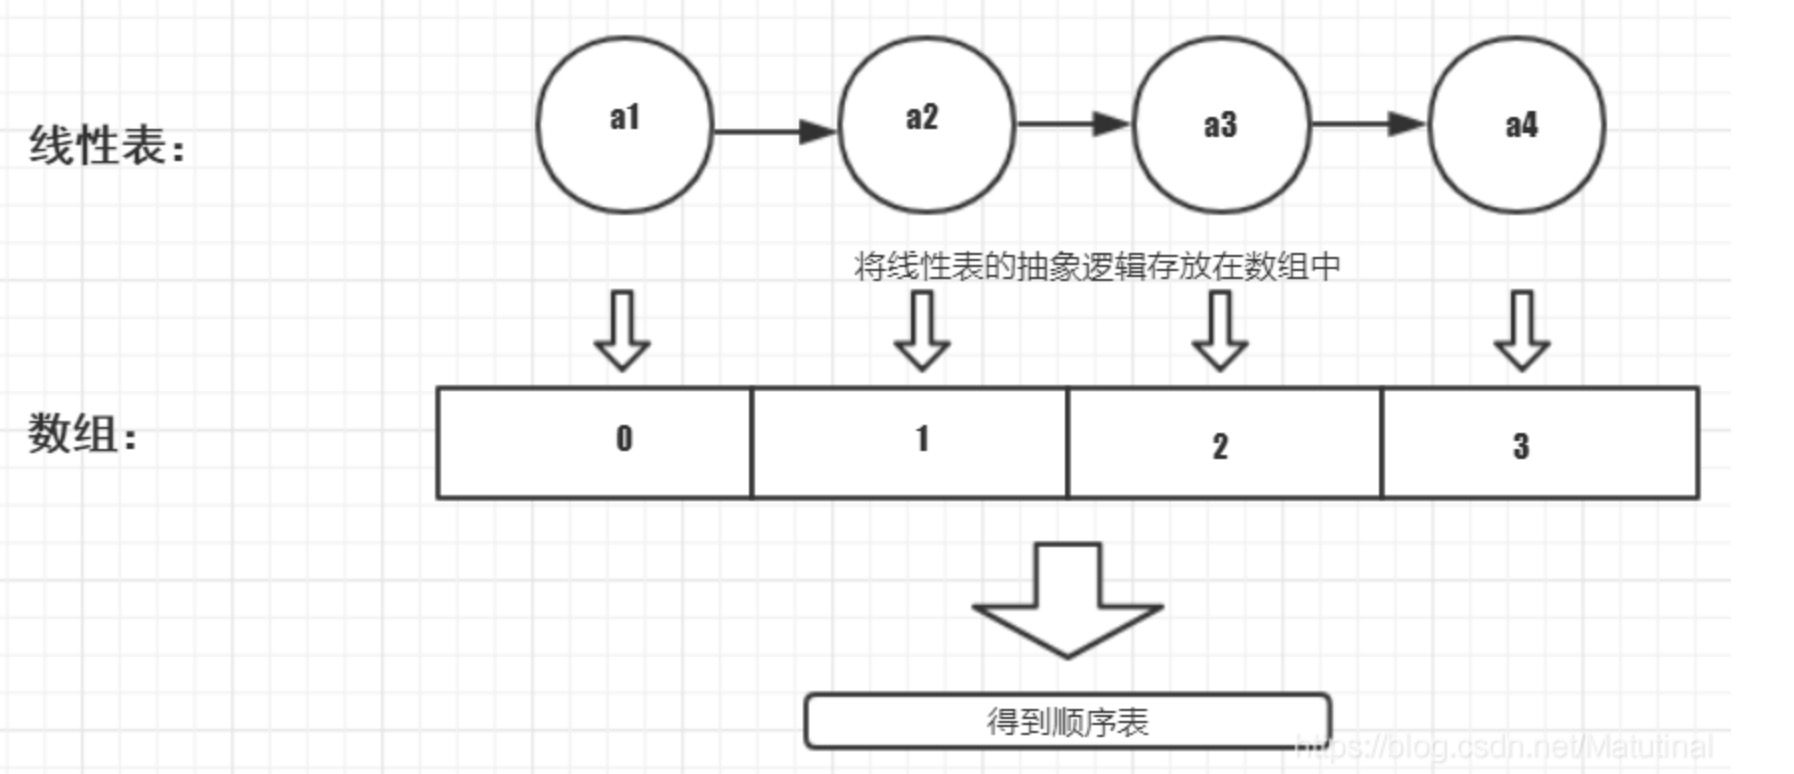 线性表：
a1
a2
a3
a4
将线性表的抽象逻辑存放在数组中
数组：
0
1
2
3
得到顺序表
https://blog.csdn.net/Matutinal